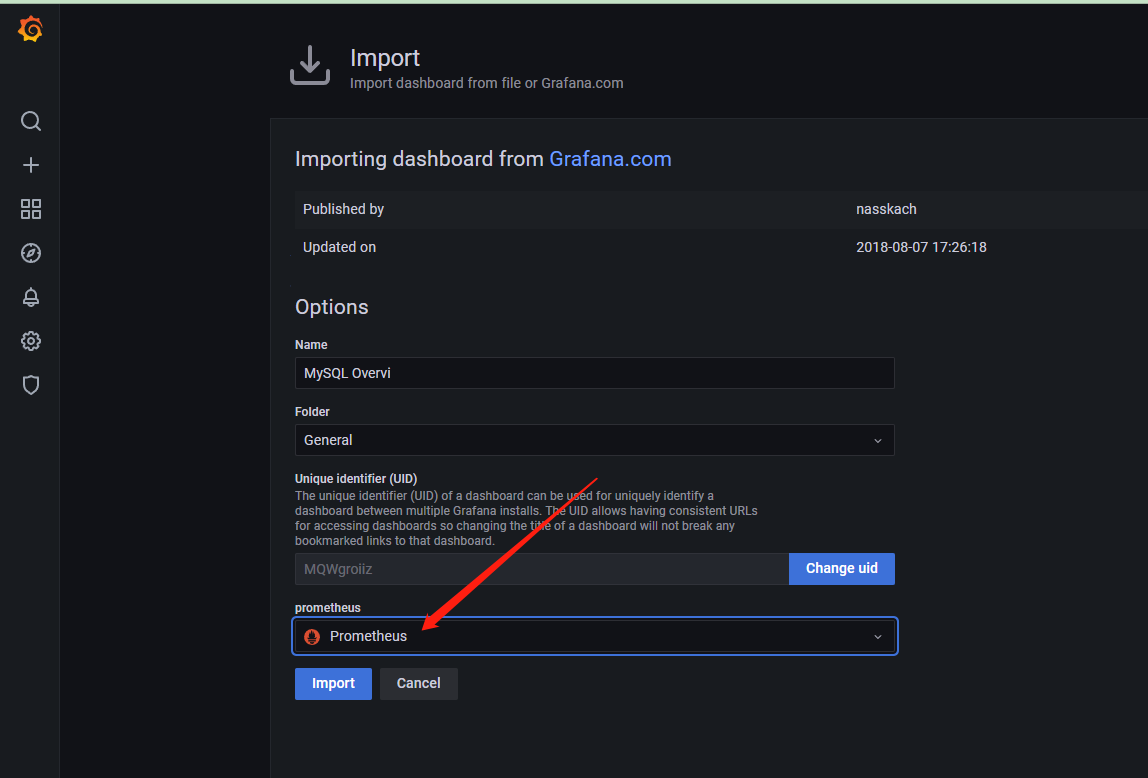 Import
Import dashboard from file or Grafana.com
Importing dashboard from Grafana.com
Published by nasskach
Updated on 2018-08-07 17:26:18
Options
Name
MySQL Overvi
Folder
General
Unique identifier (UID)
The unique identifier (UID) of a dashboard can be used for uniquely identify a
dashboard between multiple Grafana installs. The UID allows having consistent URLs
for accessing dashboards so changing the title of a dashboard will not break any
bookmarked links to that dashboard.
MQWgroiiz Change uid
prometheus
Prometheus
Import Cancel